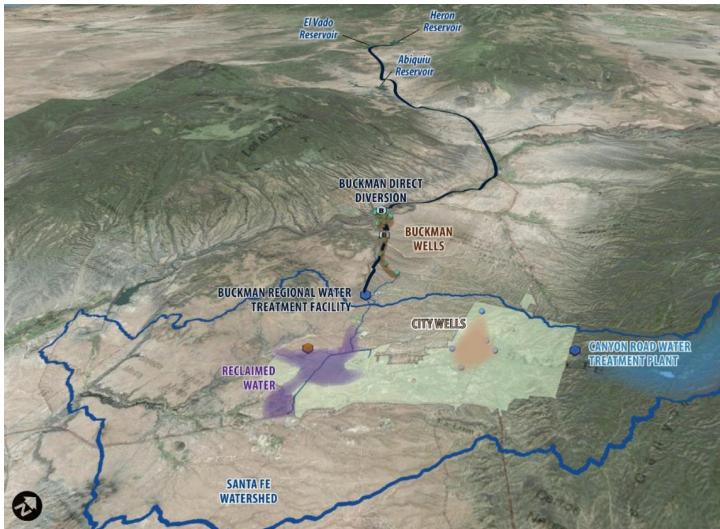 El Vado
Reservoir
Heron
Reservoir
Abiquiu
Reservoir
BUCKMAN DIRECT
DIVERSION
BUCKMAN
WELLS
BUCKMAN REGIONAL WATER
TREATMENT FACILITY
CITY WELLS
CANYON ROAD WATER
TREATMENT PLANT
RECLAIMED
WATER
SANTA FE
WATERSHED